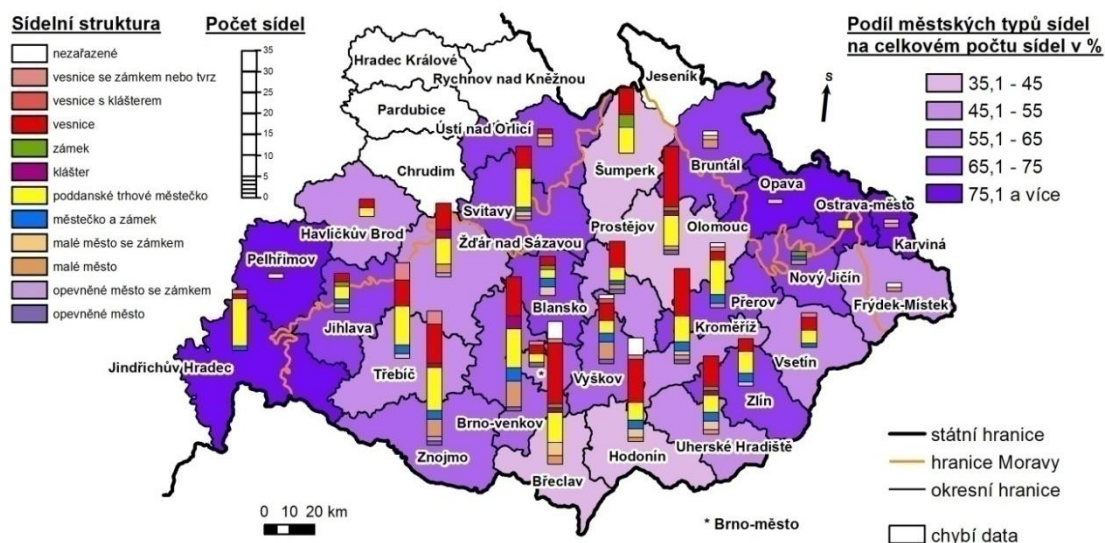 Sídelní struktura
nezařazené
vesnice se zámkem nebo tvrz
vesnice s klášterem
vesnice
zámek
klášter
poddanské trhové městečko
městečko a zámek
malé město se zámkem
malé město
opevněné město se zámkem
opevněné město
Počet sídel
35
30
25
20
15
10
5
0
Hradec Králové
Rychnov nad Kněžnou
Jeseník
Pardubice
Ústí nad Orlicí
Chrudim
Šumperk
Bruntál
Opava
Ostrava-město
Karviná
Svitavy
Havlíčkův Brod
Žďár nad Sázavou
Prostějov
Olomouc
Pelhřimov
Nový Jičín
Frýdek-Místek
Blansko
Přerov
Jihlava
Kroměříž
Vsetín
Jindřichův Hradec
Třebíč
Vyškov
*
Zlín
Brno-venkov
Znojmo
Uherské Hradiště
Hodonín
Břeclav
Podíl městských typů sídel
na celkovém počtu sídel v %
35,1 - 45
45,1 - 55
55,1 - 65
65,1 - 75
75,1 a více
S
státní hranice
hranice Moravy
okresní hranice
chybí data
0 10 20 km
* Brno-město